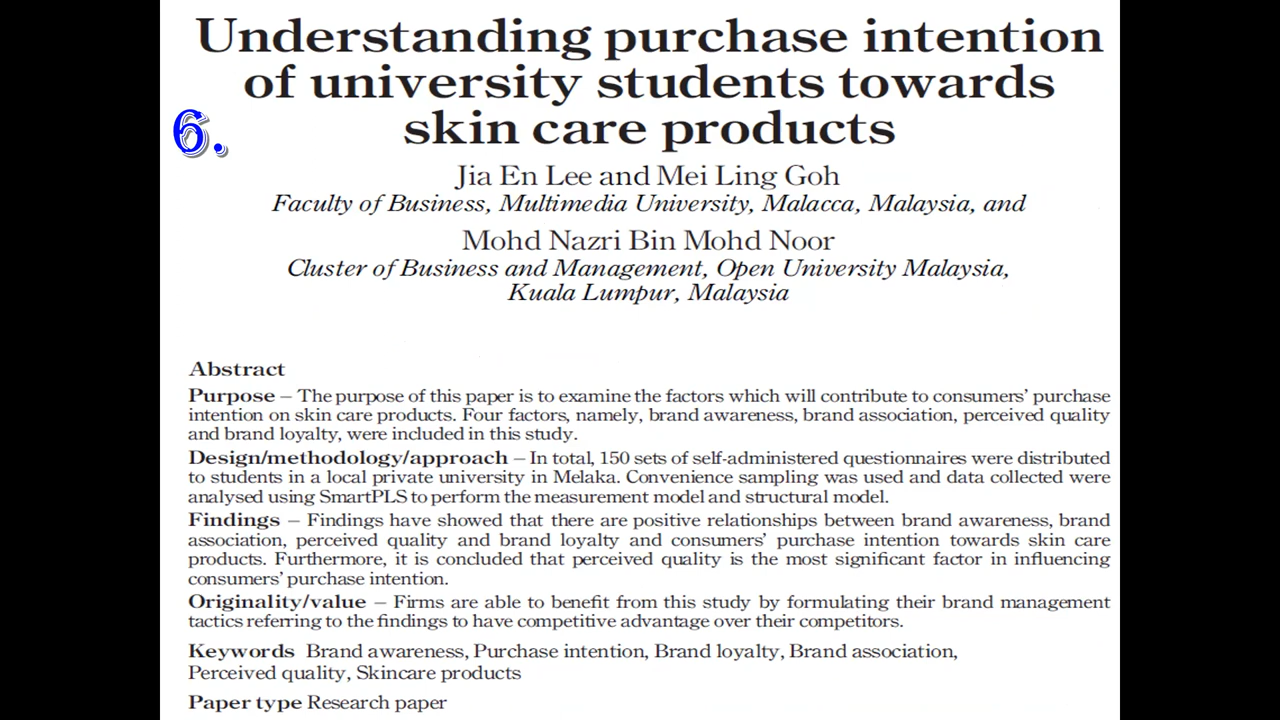 Understanding purchase intention
of university students towards
skin care products
6.
Jia En Lee and Mei Ling Goh
Faculty of Business, Multimedia University, Malacca, Malaysia, and
Mohd Nazri Bin Mohd Noor
Cluster of Business and Management, Open University Malaysia,
Kuala Lumpur, Malaysia
Abstract
Purpose – The purpose of this paper is to examine the factors which will contribute to consumers' purchase
intention on skin care products. Four factors, namely, brand awareness, brand association, perceived quality
and brand loyalty, were included in this study.
Design/methodology/approach – In total, 150 sets of self-administered questionnaires were distributed
to students in a local private university in Melaka. Convenience sampling was used and data collected were
analysed using SmartPLS to perform the measurement model and structural model.
Findings – Findings have showed that there are positive relationships between brand awareness, brand
association, perceived quality and brand loyalty and consumers' purchase intention towards skin care
products. Furthermore, it is concluded that perceived quality is the most significant factor in influencing
consumers' purchase intention.
Originality/value – Firms are able to benefit from this study by formulating their brand management
tactics referring to the findings to have competitive advantage over their competitors.
Keywords Brand awareness, Purchase intention, Brand loyalty, Brand association,
Perceived quality, Skincare products
Paper type Research paper